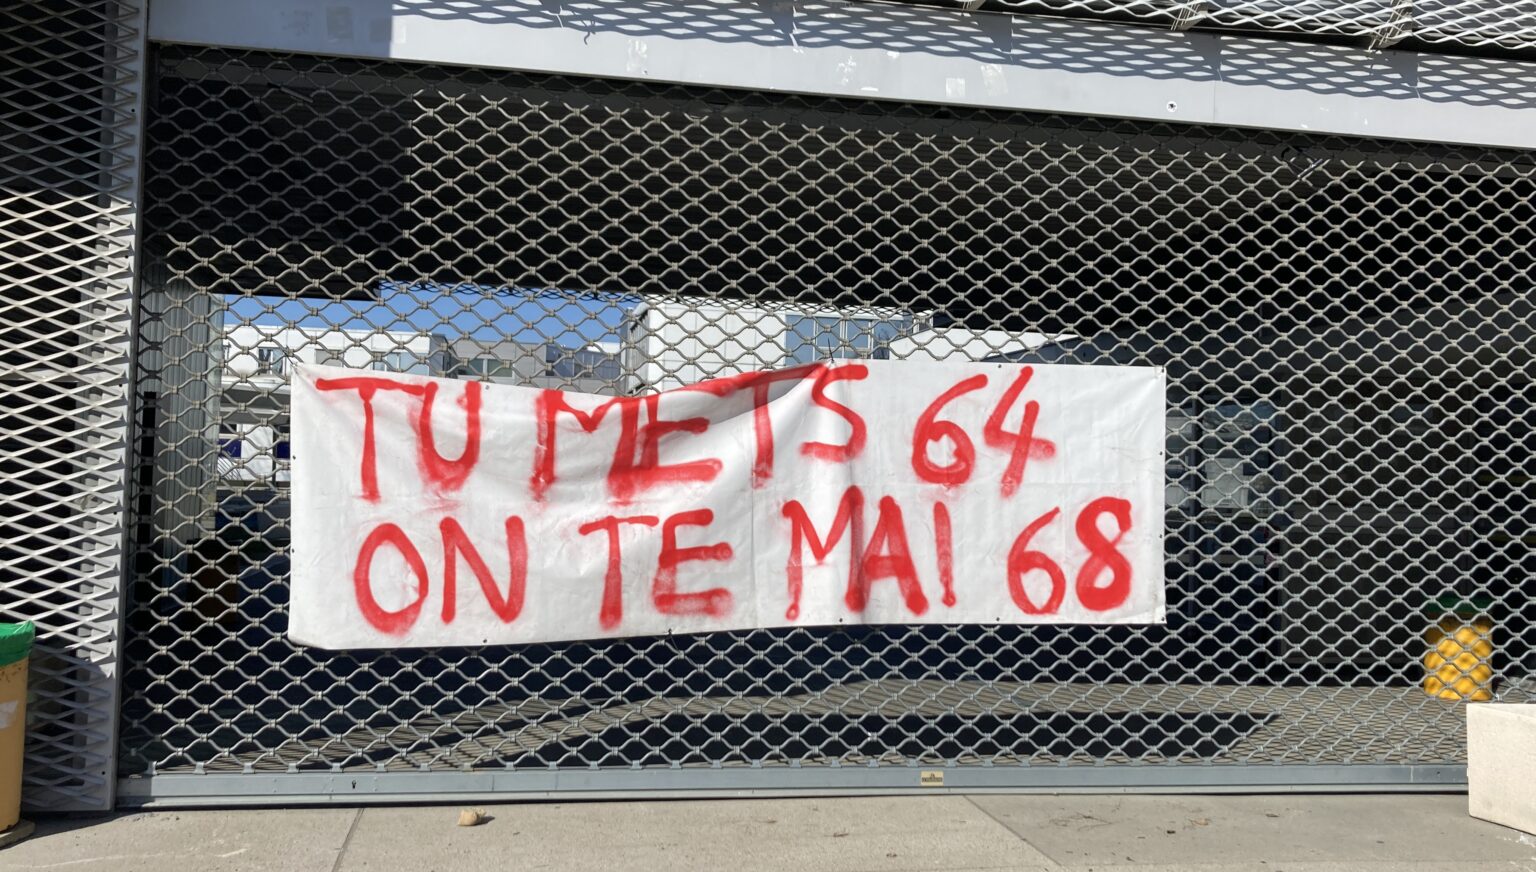 TU METS 64
ON TE MAI 68